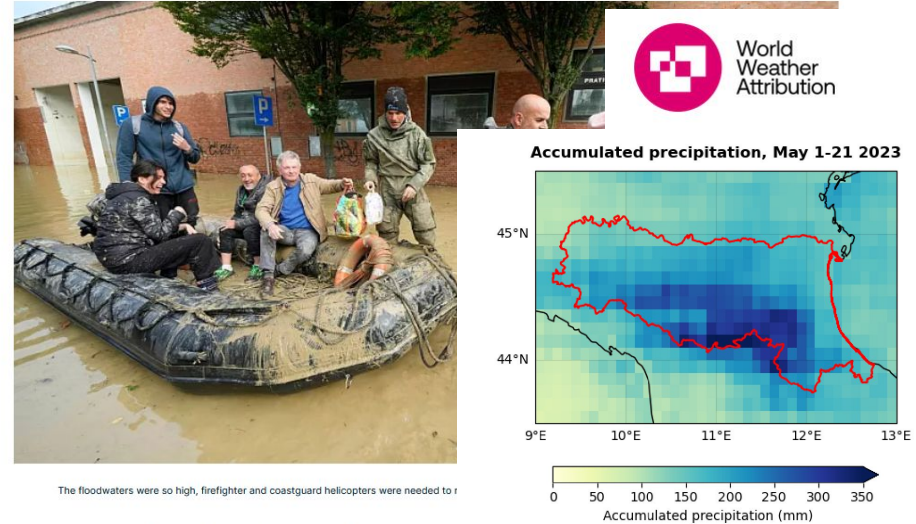 P
P
PRATI
World
Weather
Attribution
Accumulated precipitation, May 1-21 2023
45°N
44°N
9°E 10°E 11°E 12°E 13°E
0 50 100 150 200 250 300 350
Accumulated precipitation (mm)
The floodwaters were so high, firefighter and coastguard helicopters were needed to